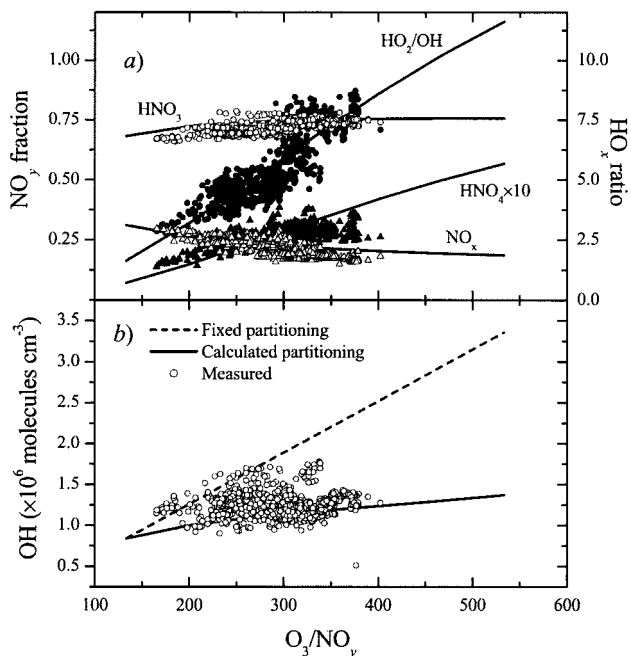 a)
HO2/OH
HNO3
HNO4×10
NOx
NOy fraction
1.00
0.75
0.50
0.25
HOx ratio
10.0
7.5
5.0
2.5
0.0
b)
Fixed partitioning
Calculated partitioning
Measured
OH (×10^6 molecules cm^-3)
3.5
3.0
2.5
2.0
1.5
1.0
0.5
100 200 300 400 500 600
O3/NOy